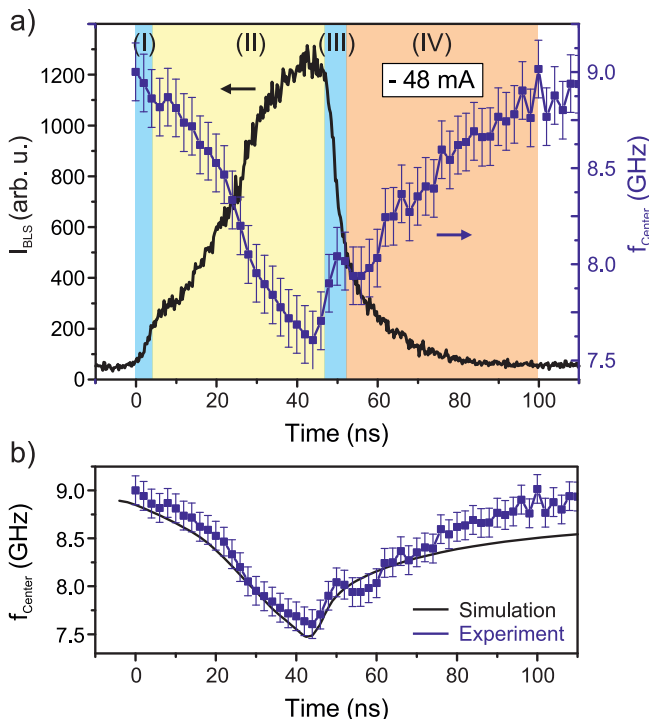 a)
(I) (II) (III) (IV)
- 48 mA
1200
1000
800
600
400
200
0
I_BLS (arb. u.)
9.0
8.5
8.0
7.5
f_Center (GHz)
0 20 40 60 80 100
Time (ns)
b)
9.0
8.5
8.0
7.5
f_Center (GHz)
Simulation
Experiment
0 20 40 60 80 100
Time (ns)